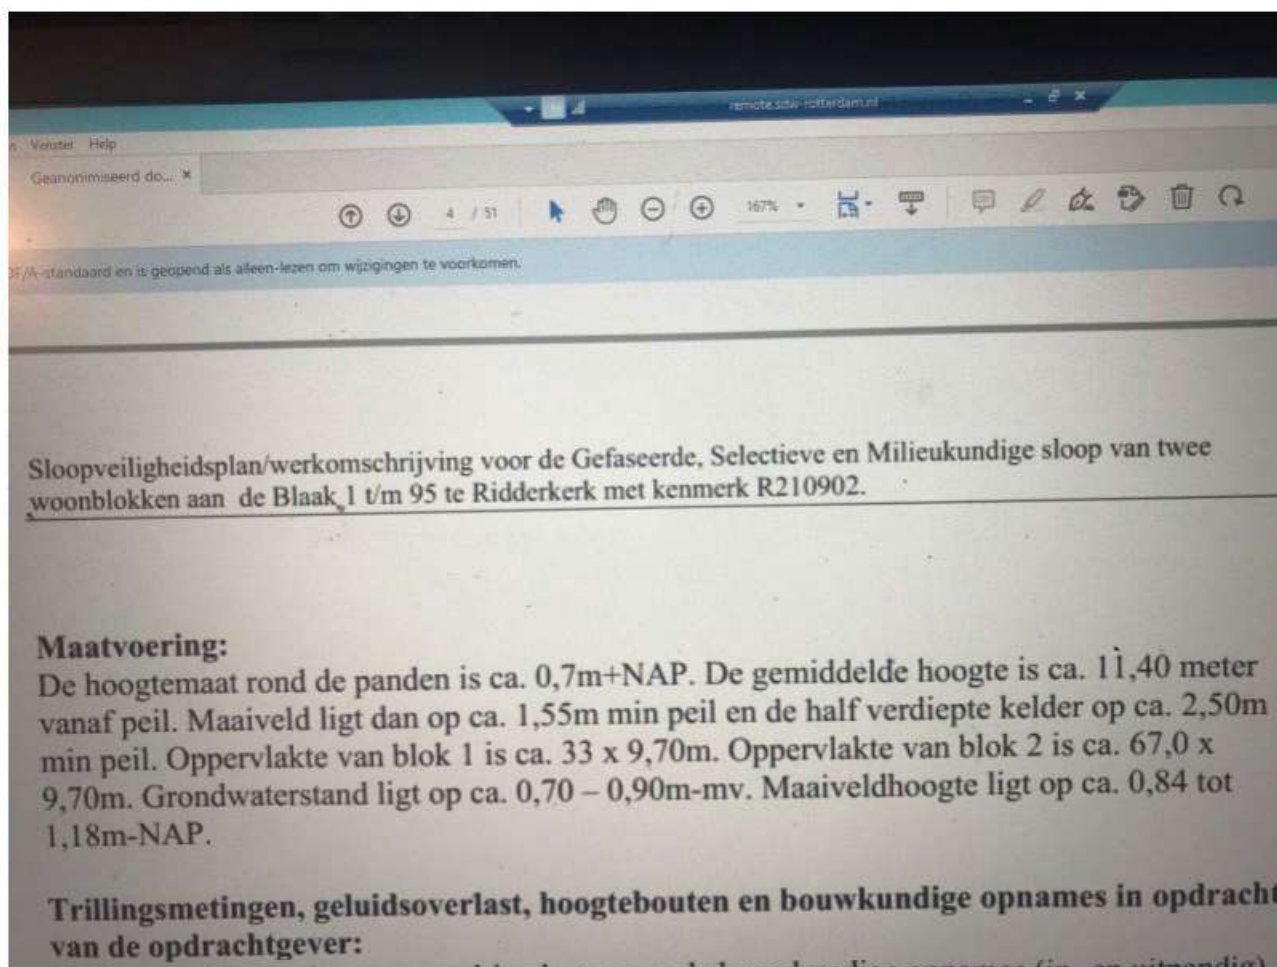 remote.sdw-rotterdam.nl
Venster Help
Geanonimiseerd do... ×
4 / 51 167%
DF/A-standaard en is geopend als alleen-lezen om wijzigingen te voorkomen.
Sloopveiligheidsplan/werkomschrijving voor de Gefaseerde, Selectieve en Milieukundige sloop van twee
woonblokken aan de Blaak 1 t/m 95 te Ridderkerk met kenmerk R210902.
Maatvoering:
De hoogtemaat rond de panden is ca. 0,7m+NAP. De gemiddelde hoogte is ca. 11,40 meter
vanaf peil. Maaiveld ligt dan op ca. 1,55m min peil en de half verdiepte kelder op ca. 2,50m
min peil. Oppervlakte van blok 1 is ca. 33 x 9,70m. Oppervlakte van blok 2 is ca. 67,0 x
9,70m. Grondwaterstand ligt op ca. 0,70 – 0,90m-mv. Maaiveldhoogte ligt op ca. 0,84 tot
1,18m-NAP.
Trillingsmetingen, geluidsoverlast, hoogtebouten en bouwkundige opnames in opdracht
van de opdrachtgever: